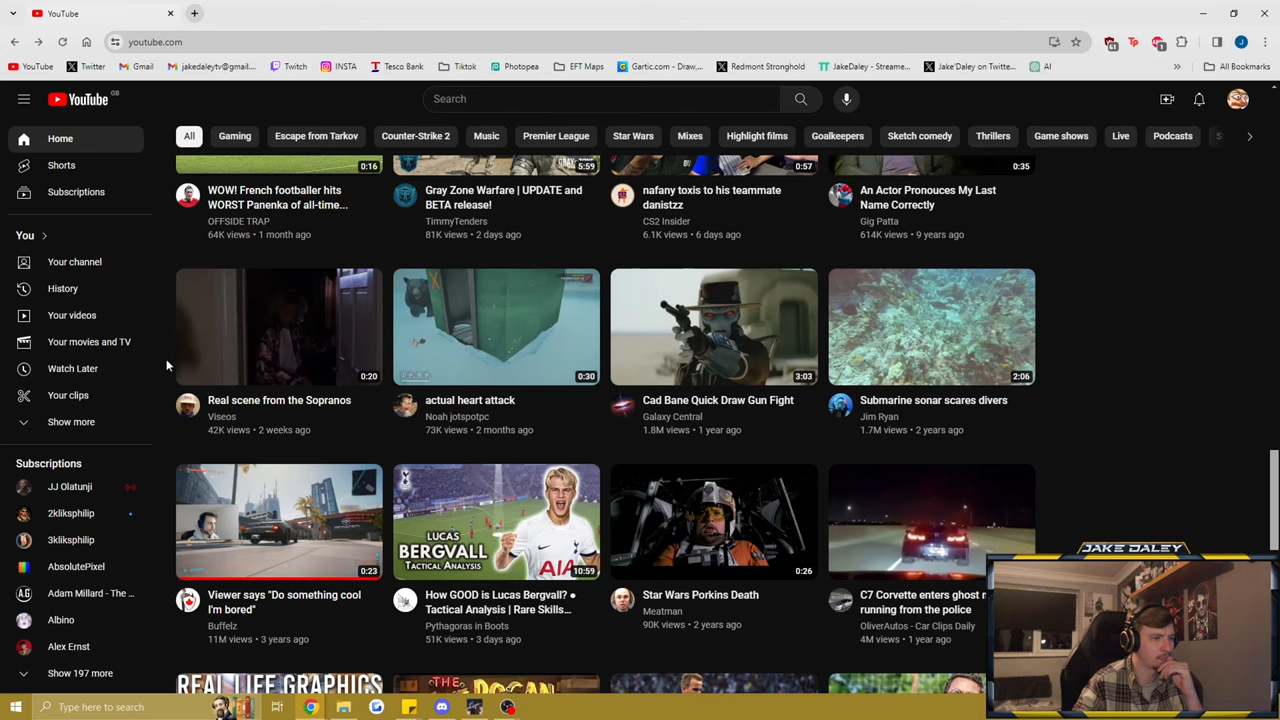 YouTube
youtube.com
YouTube
Twitter
Gmail
jakedaleytv@gmail....
Twitch
INSTA
Tesco Bank
Tiktok
Photopea
EFT Maps
Gartic.com - Draw,...
Redmont Stronghold
JakeDaley - Streame...
Jake'Daley on Twitte...
AI
All Bookmarks
YouTube GB
Search
Home
Shorts
Subscriptions
You
Your channel
History
Your videos
Your movies and TV
Watch Later
Your clips
Show more
Subscriptions
JJ Olatunji
2kliksphilip
3kliksphilip
AbsolutePixel
Adam Millard - The ...
Albino
Alex Ernst
Show 197 more
All
Gaming
Escape from Tarkov
Counter-Strike 2
Music
Premier League
Star Wars
Mixes
Highlight films
Goalkeepers
Sketch comedy
Thrillers
Game shows
Live
Podcasts
0:16
5:59
0:57
0:35
WOW! French footballer hits
WORST Panenka of all-time...
OFFSIDE TRAP
64K views • 1 month ago
Gray Zone Warfare | UPDATE and
BETA release!
TimmyTenders
81K views • 2 days ago
nafany toxis to his teammate
danistzz
CS2 Insider
6.1K views • 6 days ago
An Actor Pronouces My Last
Name Correctly
Gig Patta
614K views • 9 years ago
0:20
0:30
3:03
2:06
Real scene from the Sopranos
Viseos
42K views • 2 weeks ago
actual heart attack
Noah jotspotpc
73K views • 2 months ago
Cad Bane Quick Draw Gun Fight
Galaxy Central
1.8M views • 1 year ago
Submarine sonar scares divers
Jim Ryan
1.7M views • 2 years ago
0:23
LUCAS
BERGVALL
TACTICAL ANALYSIS
AIA
10:59
0:26
Viewer says "Do something cool
I'm bored"
Buffelz
11M views • 3 years ago
How GOOD is Lucas Bergvall? ●
Tactical Analysis | Rare Skills...
Pythagoras in Boots
51K views • 3 days ago
Star Wars Porkins Death
Meatman
90K views • 2 years ago
C7 Corvette enters ghost
running from the police
OliverAutos - Car Clips Daily
4M views • 1 year ago
JAKE DALEY
REAL LIFE GRAPHICS
THE
Type here to search